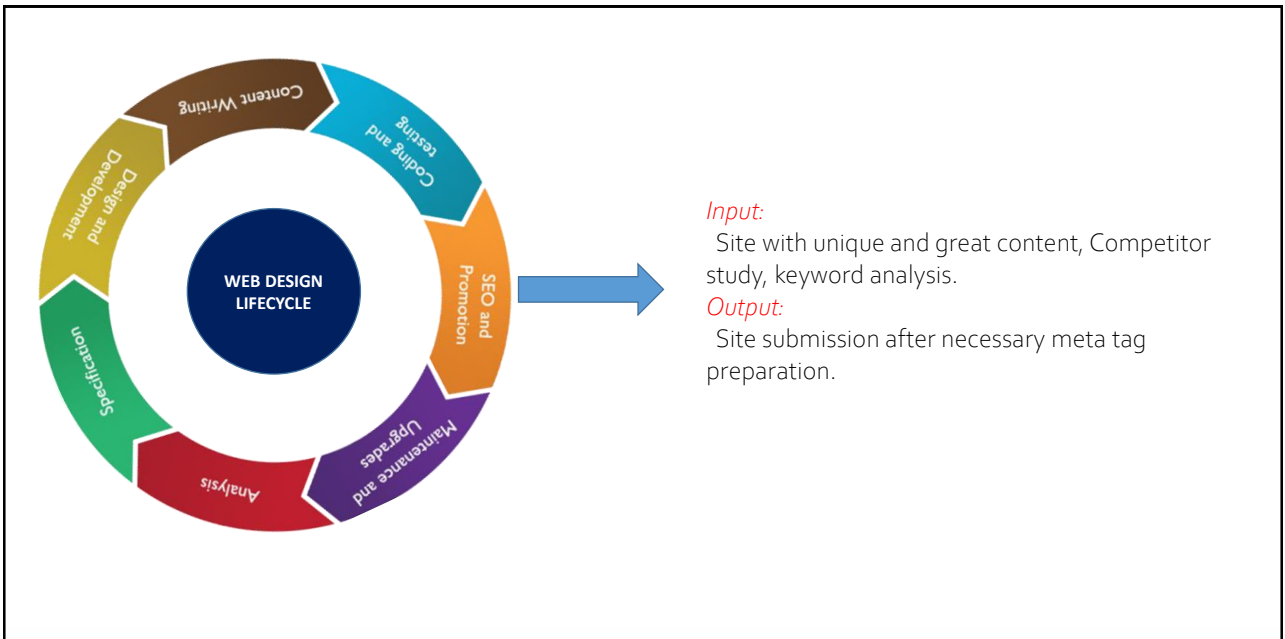 Content Writing
Coding and
testing
SEO and
Promotion
Maintenance and
Upgrades
Analysis
Specification
Design and
Development
WEB DESIGN
LIFECYCLE
Input:
Site with unique and great content, Competitor
study, keyword analysis.
Output:
Site submission after necessary meta tag
preparation.